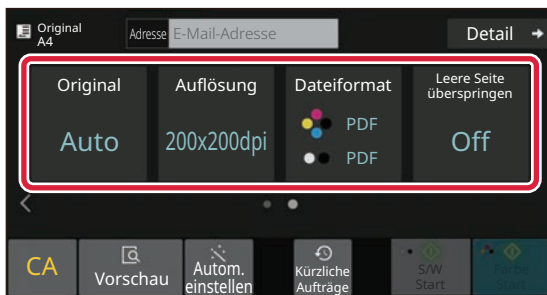 Original
A4
Adresse
E-Mail-Adresse
Detail
Original
Auflösung
Dateiformat
Leere Seite
überspringen
Auto
200x200dpi
PDF
PDF
Off
CA
Vorschau
Autom.
einstellen
Kürzliche
Aufträge
S/W
Start
Farbe
Start